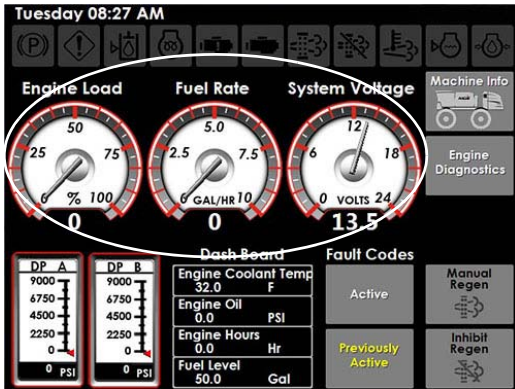 Tuesday 08:27 AM
Engine Load
Fuel Rate
System Voltage
Machine Info
50
25
75
0
%
100
0
5.0
2.5
7.5
GAL/HR
10
0
12
6
18
0
VOLTS
24
13.5
Engine
Diagnostics
DP A
9000
6750
4500
2250
0
0 PSI
DP B
9000
6750
4500
2250
0
0 PSI
Dash Board
Engine Coolant Temp
32.0 F
Engine Oil
0.0 PSI
Engine Hours
0.0 Hr
Fuel Level
50.0 Gal
Fault Codes
Active
Previously
Active
Manual
Regen
Inhibit
Regen